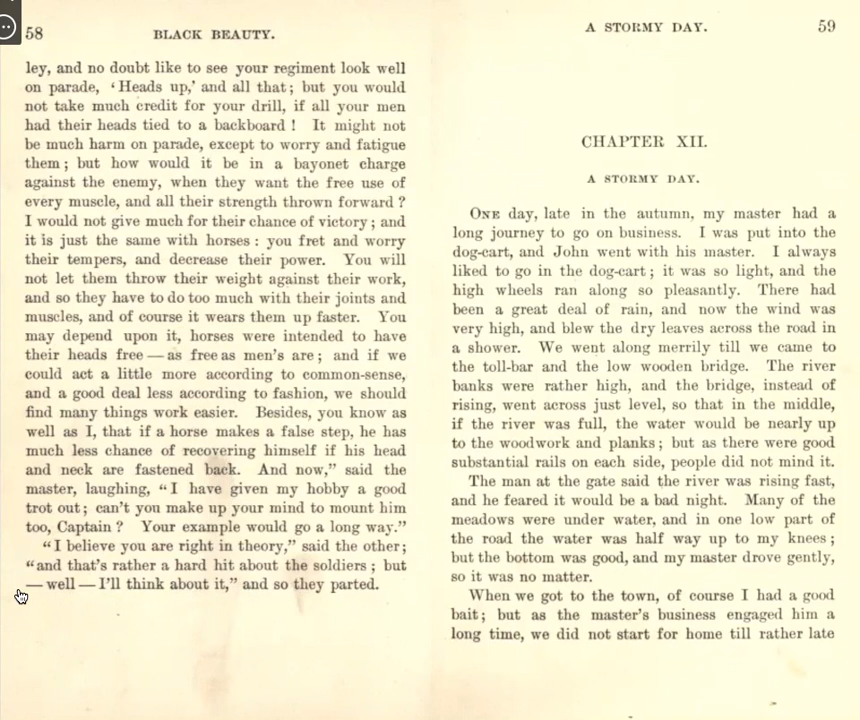 58
BLACK BEAUTY.
ley, and no doubt like to see your regiment look well
on parade, ‘Heads up,’ and all that; but you would
not take much credit for your drill, if all your men
had their heads tied to a backboard! It might not
be much harm on parade, except to worry and fatigue
them; but how would it be in a bayonet charge
against the enemy, when they want the free use of
every muscle, and all their strength thrown forward?
I would not give much for their chance of victory; and
it is just the same with horses: you fret and worry
their tempers, and decrease their power. You will
not let them throw their weight against their work,
and so they have to do too much with their joints and
muscles, and of course it wears them up faster. You
may depend upon it, horses were intended to have
their heads free — as free as men’s are; and if we
could act a little more according to common-sense,
and a good deal less according to fashion, we should
find many things work easier. Besides, you know as
well as I, that if a horse makes a false step, he has
much less chance of recovering himself if his head
and neck are fastened back. And now,” said the
master, laughing, “I have given my hobby a good
trot out; can’t you make up your mind to mount him
too, Captain? Your example would go a long way.”
“I believe you are right in theory,” said the other;
“and that’s rather a hard hit about the soldiers; but
— well — I’ll think about it,” and so they parted.
A STORMY DAY.
59
CHAPTER XII.
A STORMY DAY.
ONE day, late in the autumn, my master had a
long journey to go on business. I was put into the
dog-cart, and John went with his master. I always
liked to go in the dog-cart; it was so light, and the
high wheels ran along so pleasantly. There had
been a great deal of rain, and now the wind was
very high, and blew the dry leaves across the road in
a shower. We went along merrily till we came to
the toll-bar and the low wooden bridge. The river
banks were rather high, and the bridge, instead of
rising, went across just level, so that in the middle,
if the river was full, the water would be nearly up
to the woodwork and planks; but as there were good
substantial rails on each side, people did not mind it.
The man at the gate said the river was rising fast,
and he feared it would be a bad night. Many of the
meadows were under water, and in one low part of
the road the water was half way up to my knees;
but the bottom was good, and my master drove gently,
so it was no matter.
When we got to the town, of course I had a good
bait; but as the master’s business engaged him a
long time, we did not start for home till rather late